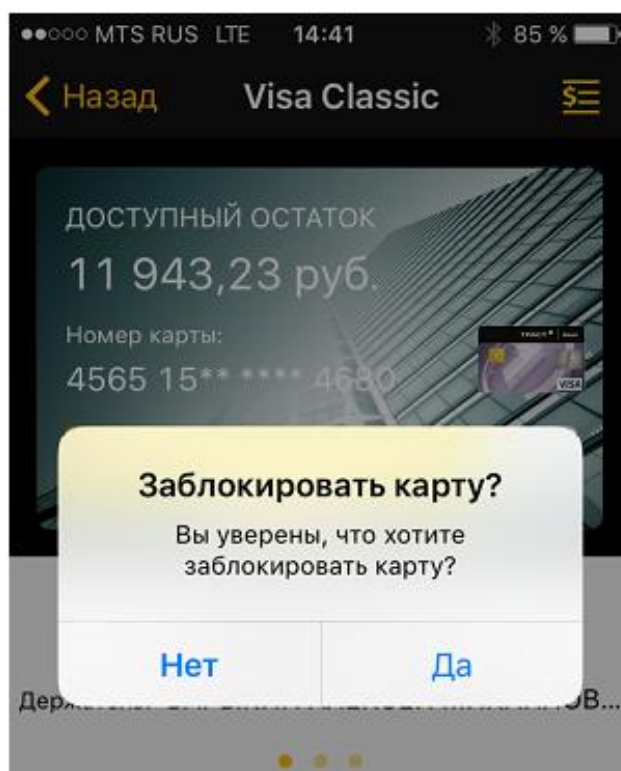 MTS RUS LTE 14:41 85 %
Назад Visa Classic
ДОСТУПНЫЙ ОСТАТОК
11 943,23 руб.
Номер карты:
4565 15** **** 4680
VISA
Заблокировать карту?
Вы уверены, что хотите
заблокировать карту?
Нет Да